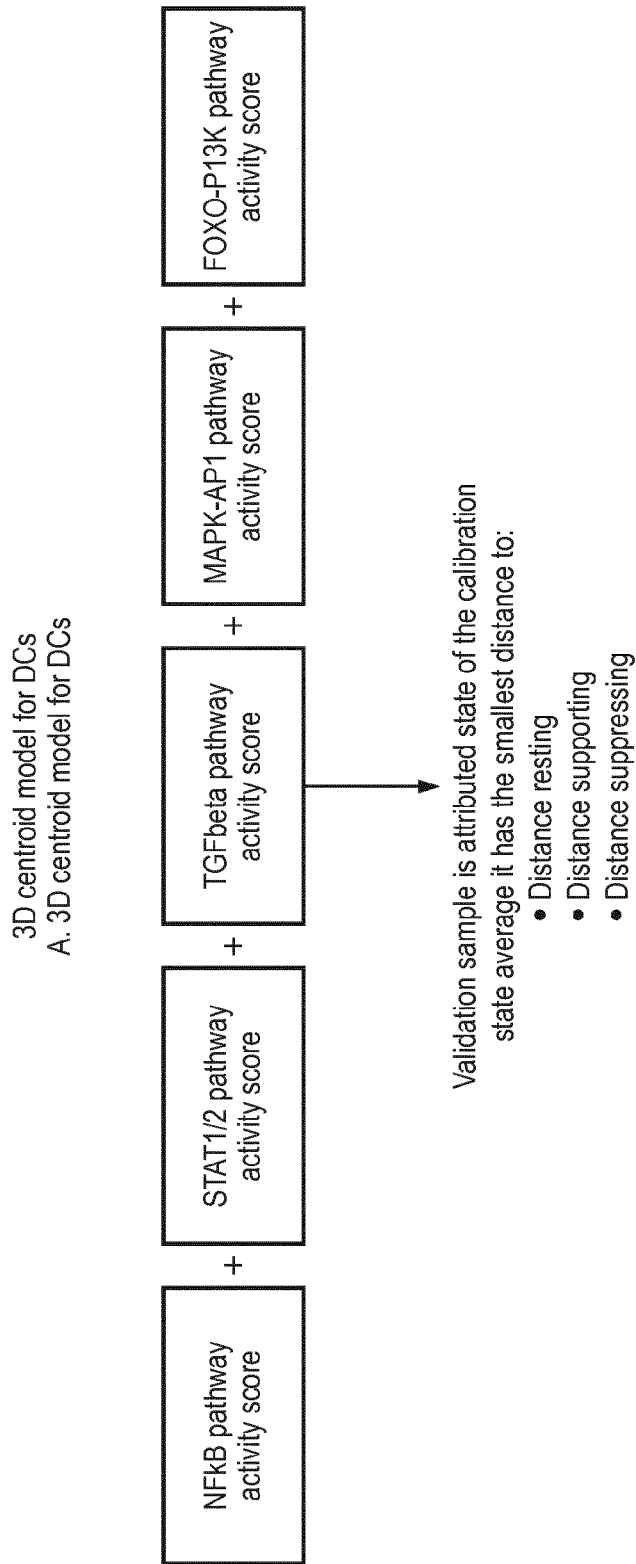 3D centroid model for DCs
A. 3D centroid model for DCs
NFkB pathway
activity score
+
STAT1/2 pathway
activity score
+
TGFbeta pathway
activity score
+
MAPK-AP1 pathway
activity score
+
FOXO-P13K pathway
activity score
Validation sample is attributed state of the calibration
state average it has the smallest distance to:
• Distance resting
• Distance supporting
• Distance suppressing